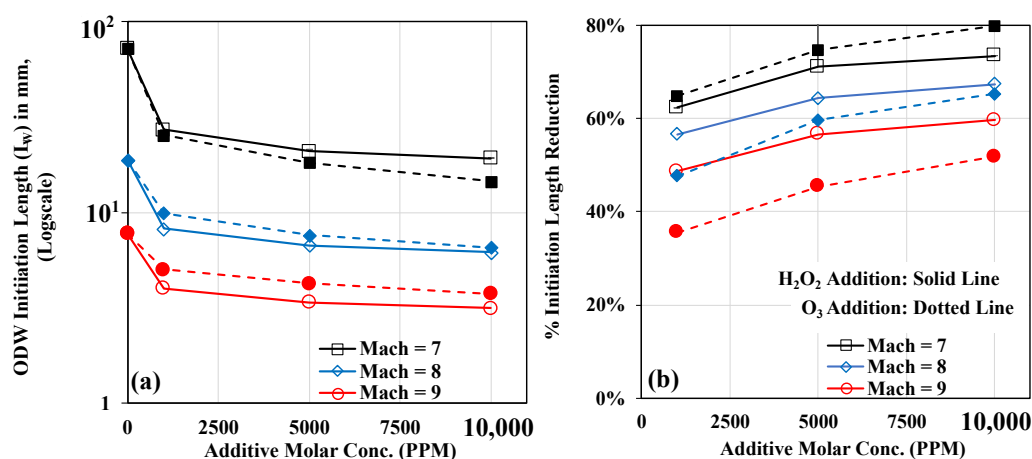 ODW Initiation Length (Lw) in mm,
(Logscale)
10²
10¹
1
(a)
Mach = 7
Mach = 8
Mach = 9
0
2500
5000
7500
10,000
Additive Molar Conc. (PPM)
% Initiation Length Reduction
80%
60%
40%
20%
0%
H₂O₂ Addition: Solid Line
O₃ Addition: Dotted Line
(b)
Mach = 7
Mach = 8
Mach = 9
0
2500
5000
7500
10,000
Additive Molar Conc. (PPM)